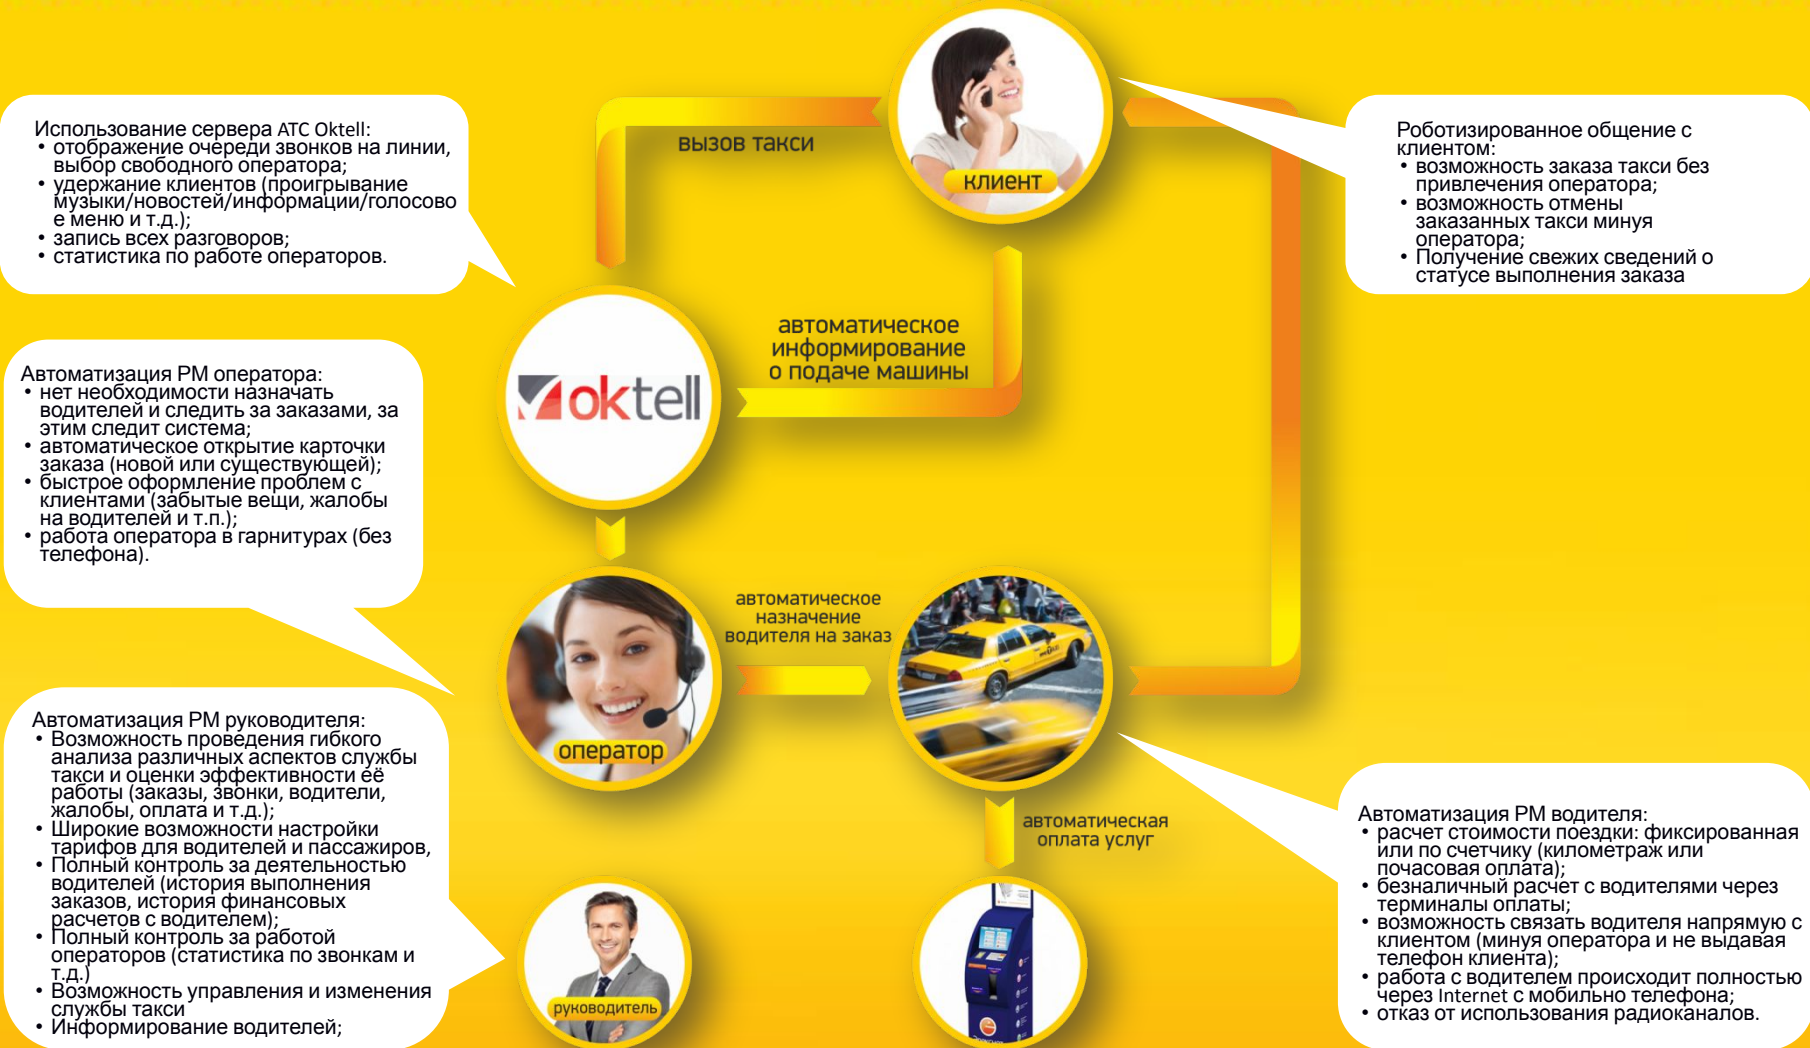 Использование сервера АТС Oktell:
• отображение очереди звонков на линии,
выбор свободного оператора;
• удержание клиентов (проигрывание
музыки/новостей/информации/голосово
е меню и т.д.);
• запись всех разговоров;
• статистика по работе операторов.
вызов такси
клиент
Роботизированное общение с
клиентом:
• возможность заказа такси без
привлечения оператора;
• возможность отмены
заказанных такси минуя
оператора;
• Получение свежих сведений о
статусе выполнения заказа
oktell
автоматическое
информирование
о подаче машины
Автоматизация РМ оператора:
• нет необходимости назначать
водителей и следить за заказами, за
этим следит система;
• автоматическое открытие карточки
заказа (новой или существующей);
• быстрое оформление проблем с
клиентами (забытые вещи, жалобы
на водителей и т.п.);
• работа оператора в гарнитурах (без
телефона).
оператор
автоматическое
назначение
водителя на заказ
автоматическая
оплата услуг
Автоматизация РМ руководителя:
• Возможность проведения гибкого
анализа различных аспектов службы
такси и оценки эффективности её
работы (заказы, звонки, водители,
жалобы, оплата и т.д.);
• Широкие возможности настройки
тарифов для водителей и пассажиров,
• Полный контроль за деятельностью
водителей (история выполнения
заказов, история финансовых
расчетов с водителем);
• Полный контроль за работой
операторов (статистика по звонкам и
т.д.)
• Возможность управления и изменения
службы такси
• Информирование водителей;
руководитель
Автоматизация РМ водителя:
• расчет стоимости поездки: фиксированная
или по счетчику (километраж или
почасовая оплата);
• безналичный расчет с водителями через
терминалы оплаты;
• возможность связать водителя напрямую с
клиентом (минуя оператора и не выдавая
телефон клиента);
• работа с водителем происходит полностью
через Internet с мобильно телефона;
• отказ от использования радиоканалов.